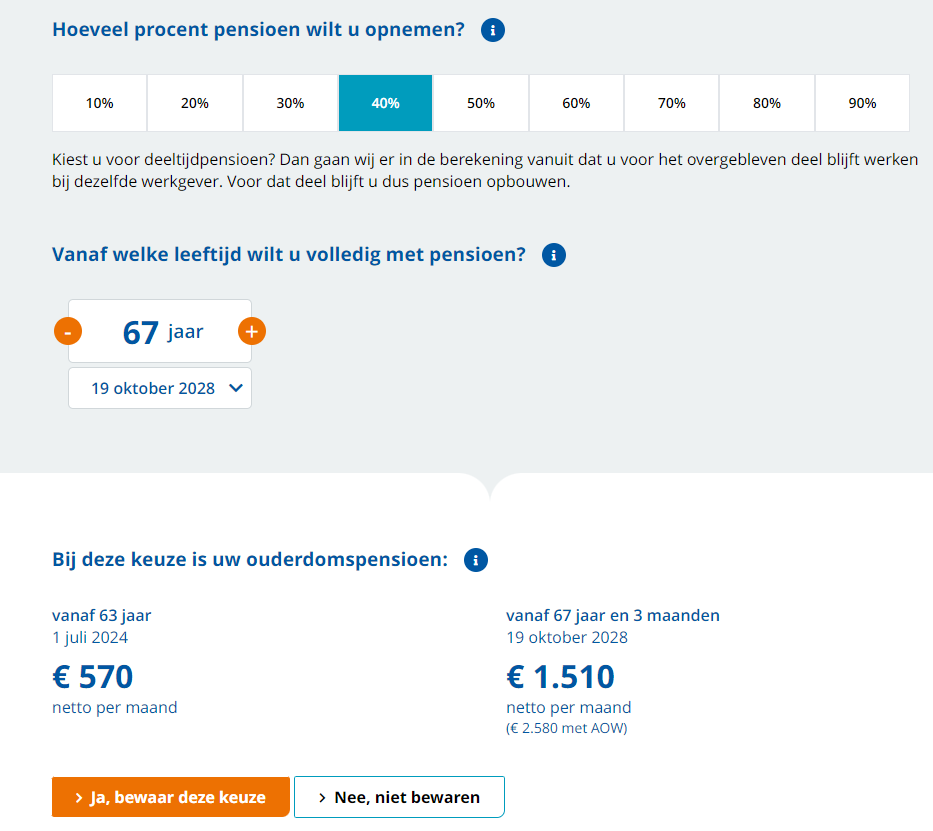 Hoeveel procent pensioen wilt u opnemen? i
10% 20% 30% 40% 50% 60% 70% 80% 90%
Kiest u voor deeltijdpensioen? Dan gaan wij er in de berekening vanuit dat u voor het overgebleven deel blijft werken
bij dezelfde werkgever. Voor dat deel blijft u dus pensioen opbouwen.
Vanaf welke leeftijd wilt u volledig met pensioen? i
- 67 jaar +
19 oktober 2028
Bij deze keuze is uw ouderdomspensioen: i
vanaf 63 jaar
1 juli 2024
€ 570
netto per maand
vanaf 67 jaar en 3 maanden
19 oktober 2028
€ 1.510
netto per maand
(€ 2.580 met AOW)
› Ja, bewaar deze keuze
› Nee, niet bewaren